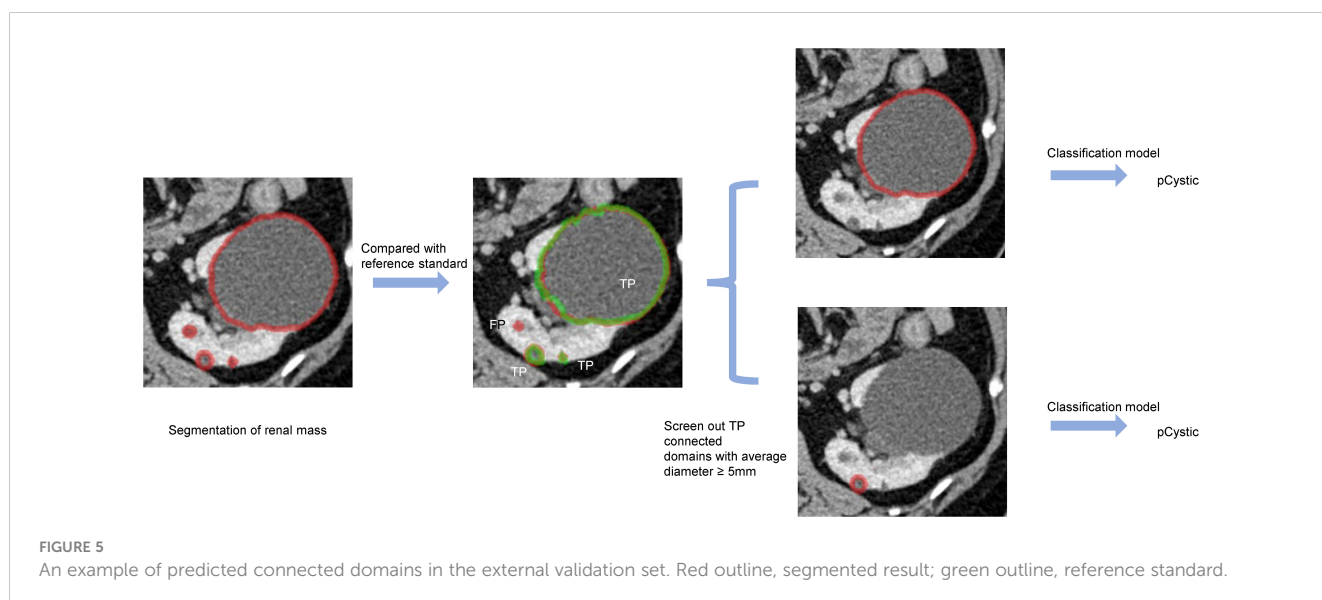 Segmentation of renal mass
Compared with
reference standard
TP
FP
TP
TP
Screen out TP
connected
domains with average
diameter ≥ 5mm
Classification model
pCystic
Classification model
pCystic
FIGURE 5
An example of predicted connected domains in the external validation set. Red outline, segmented result; green outline, reference standard.